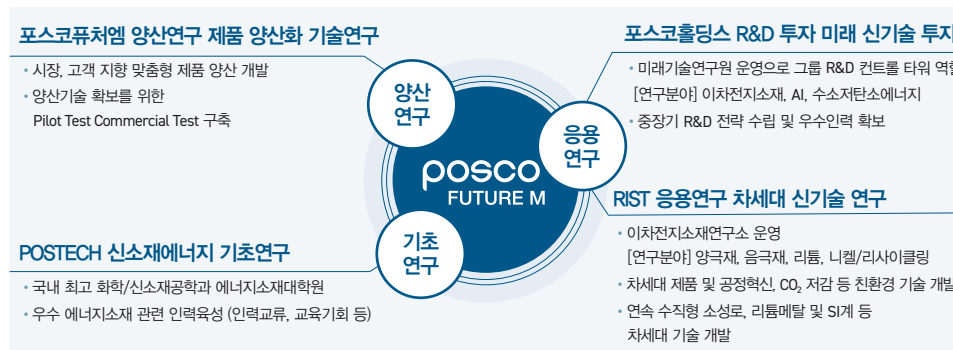 포스코퓨처엠 양산연구 제품 양산화 기술연구
• 시장, 고객 지향 맞춤형 제품 양산 개발
• 양산기술 확보를 위한
Pilot Test Commercial Test 구축
양산
연구
포스코홀딩스 R&D 투자 미래 신기술 투자
• 미래기술연구원 운영으로 그룹 R&D 컨트롤 타워 역할
[연구분야] 이차전지소재, AI, 수소저탄소에너지
• 중장기 R&D 전략 수립 및 우수인력 확보
응용
연구
posco
FUTURE M
RIST 응용연구 차세대 신기술 연구
• 이차전지소재연구소 운영
[연구분야] 양극재, 음극재, 리튬, 니켈/리사이클링
• 차세대 제품 및 공정혁신, CO₂ 저감 등 친환경 기술 개발
• 연속 수직형 소성로, 리튬메탈 및 SI계 등
차세대 기술 개발
기초
연구
POSTECH 신소재에너지 기초연구
• 국내 최고 화학/신소재공학과 에너지소재대학원
• 우수 에너지소재 관련 인력육성 (인력교류, 교육기회 등)